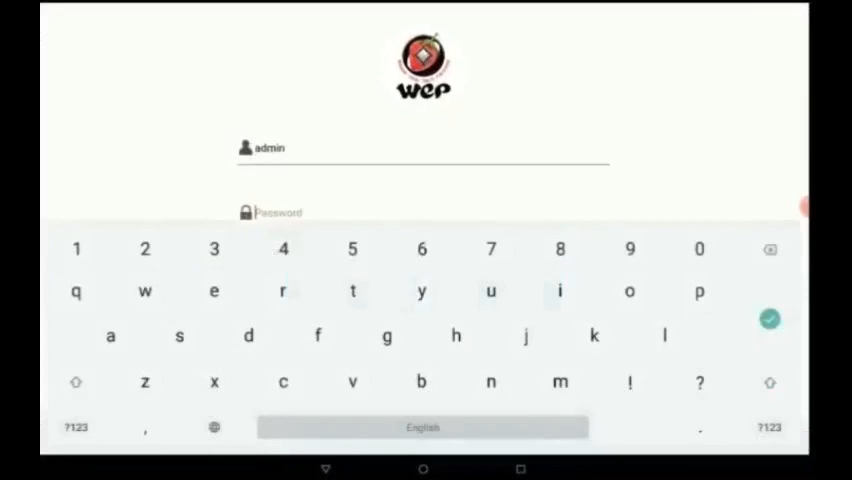 wep
admin
Password
1 2 3 4 5 6 7 8 9 0
q w e r t y u i o p
a s d f g h j k l
z x c v b n m ! ?
?123 , English . ?123